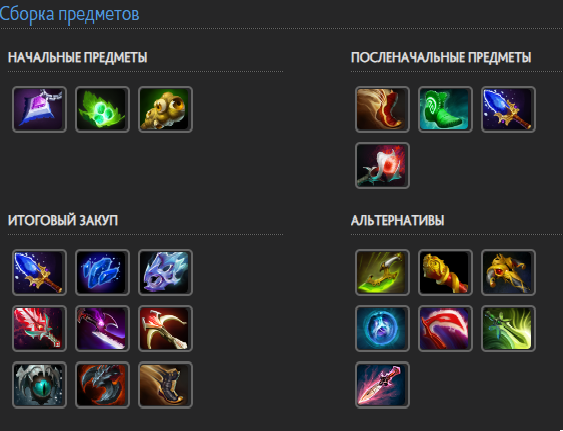 Сборка предметов
НАЧАЛЬНЫЕ ПРЕДМЕТЫ
ПОСЛЕНАЧАЛЬНЫЕ ПРЕДМЕТЫ
ИТОГОВЫЙ ЗАКУП
АЛЬТЕРНАТИВЫ